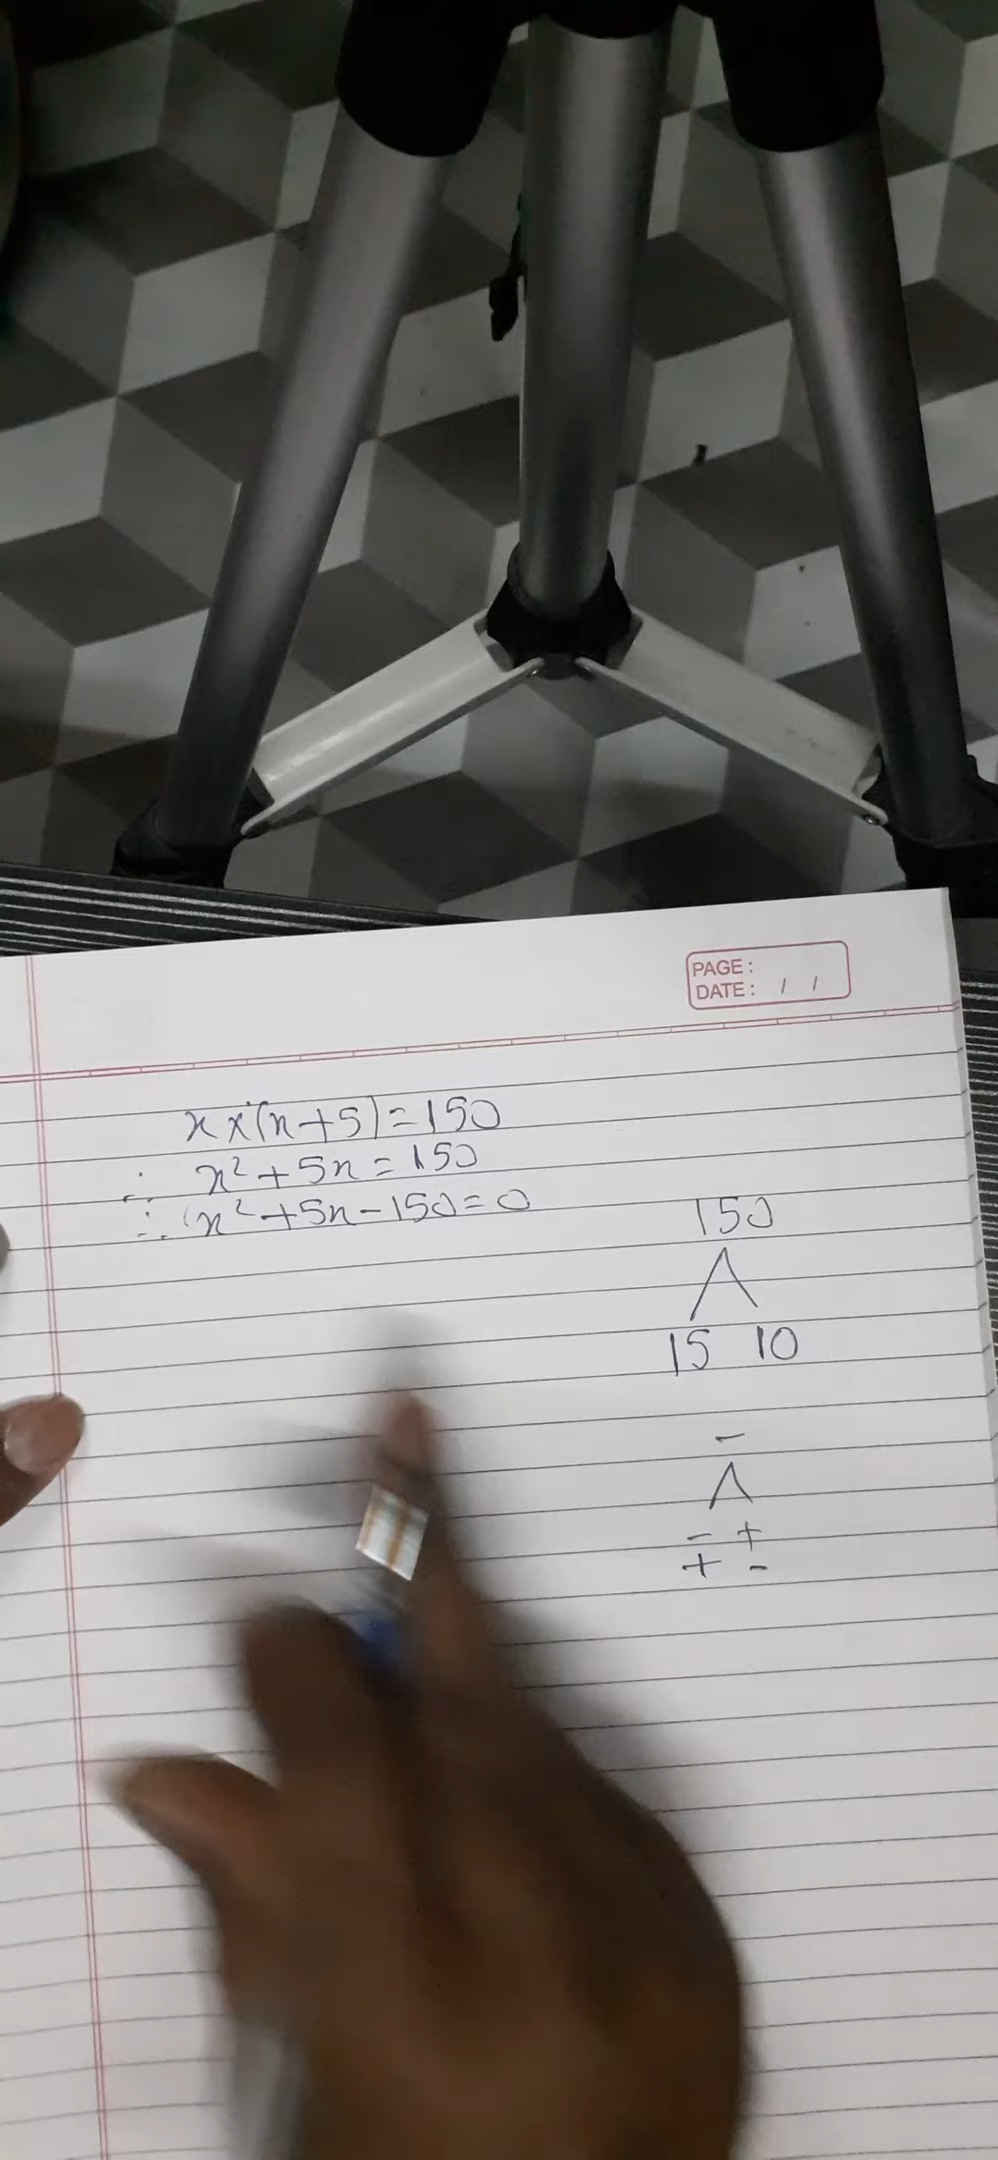 PAGE :
DATE : / /
x×(x+5)=150
∴ x²+5x=150
∴ x²+5x-150=0
150
15 10
-
- +
+ -